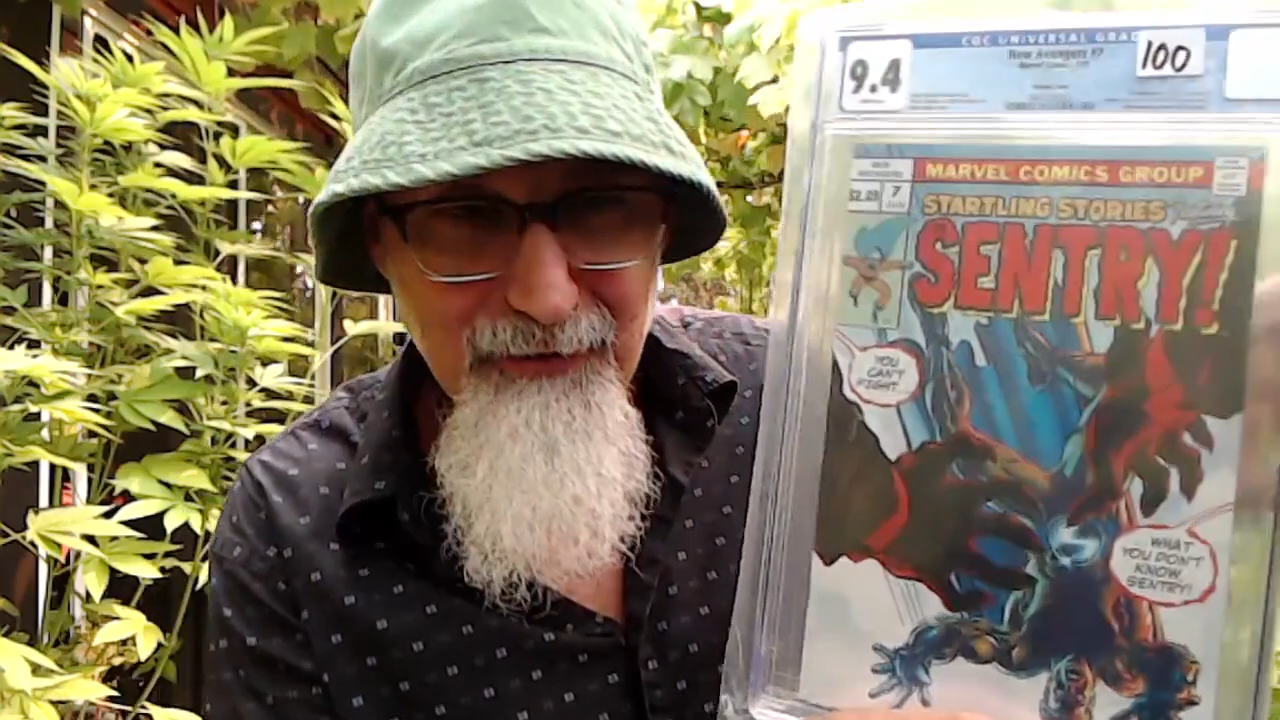 CGC UNIVERSAL GRADE
9.4
New Avengers #7
100
MARVEL COMICS GROUP
$2.25
7
STARTLING STORIES
SENTRY!
YOU
CAN'T
FIGHT
WHAT
YOU DON'T
KNOW,
SENTRY!